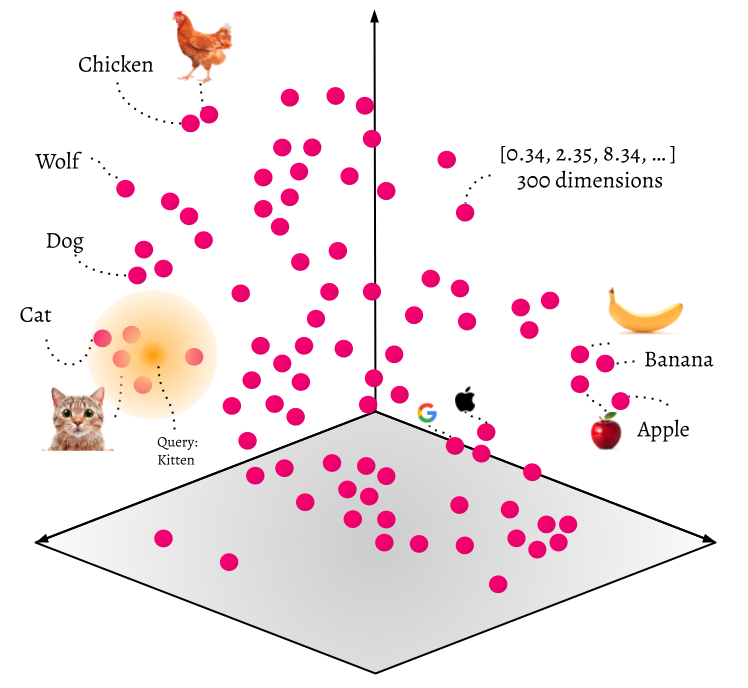 Chicken
Wolf
[0.34, 2.35, 8.34, ... ]
300 dimensions
Dog
Cat
Banana
G
Apple
Query:
Kitten